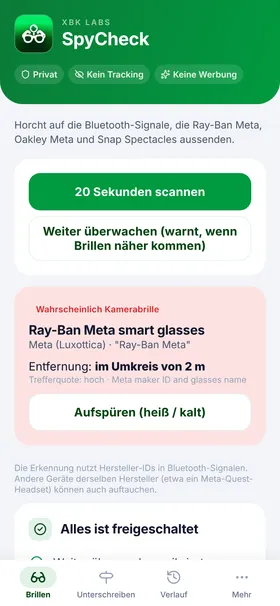 XBK LABS
SpyCheck
Privat
Kein Tracking
Keine Werbung
Horcht auf die Bluetooth-Signale, die Ray-Ban Meta,
Oakley Meta und Snap Spectacles aussenden.
20 Sekunden scannen
Weiter überwachen (warnt, wenn
Brillen näher kommen)
Wahrscheinlich Kamerabrille
Ray-Ban Meta smart glasses
Meta (Luxottica) · "Ray-Ban Meta"
Entfernung: im Umkreis von 2 m
Trefferquote: hoch · Meta maker ID and glasses name
Aufspüren (heiß / kalt)
Die Erkennung nutzt Hersteller-IDs in Bluetooth-Signalen.
Andere Geräte derselben Hersteller (etwa ein Meta-Quest-
Headset) können auch auftauchen.
Alles ist freigeschaltet
Brillen
Unterschreiben
Verlauf
Mehr